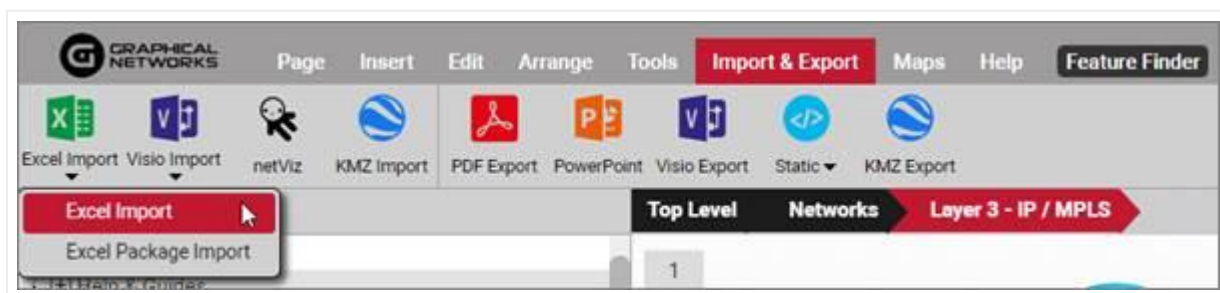 GRAPHICAL NETWORKS
Page Insert Edit Arrange Tools Import & Export Maps Help Feature Finder
Excel Import Visio Import netViz KMZ Import PDF Export PowerPoint Visio Export Static KMZ Export
Excel Import
Top Level Networks Layer 3 - IP / MPLS
Excel Package Import
1
[+] Help & Guides